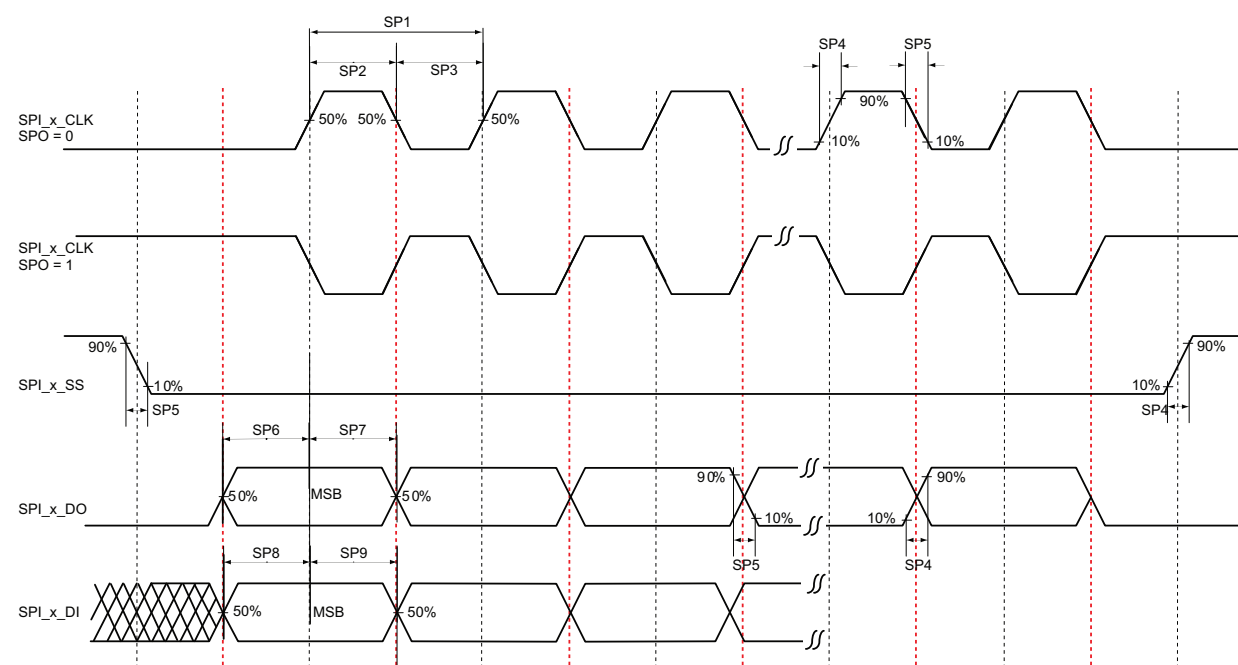 SP1
SP4 SP5
SP2 SP3
90%
SPI_x_CLK
SPO = 0
50% 50% 50%
10% 10%
SPI_x_CLK
SPO = 1
90% 90%
SPI_x_SS
10% 10%
SP5 SP4
SP6 SP7
90% 90%
50% MSB 50%
SPI_x_DO
10% 10%
SP8 SP9
SP5 SP4
SPI_x_DI
50% MSB 50%